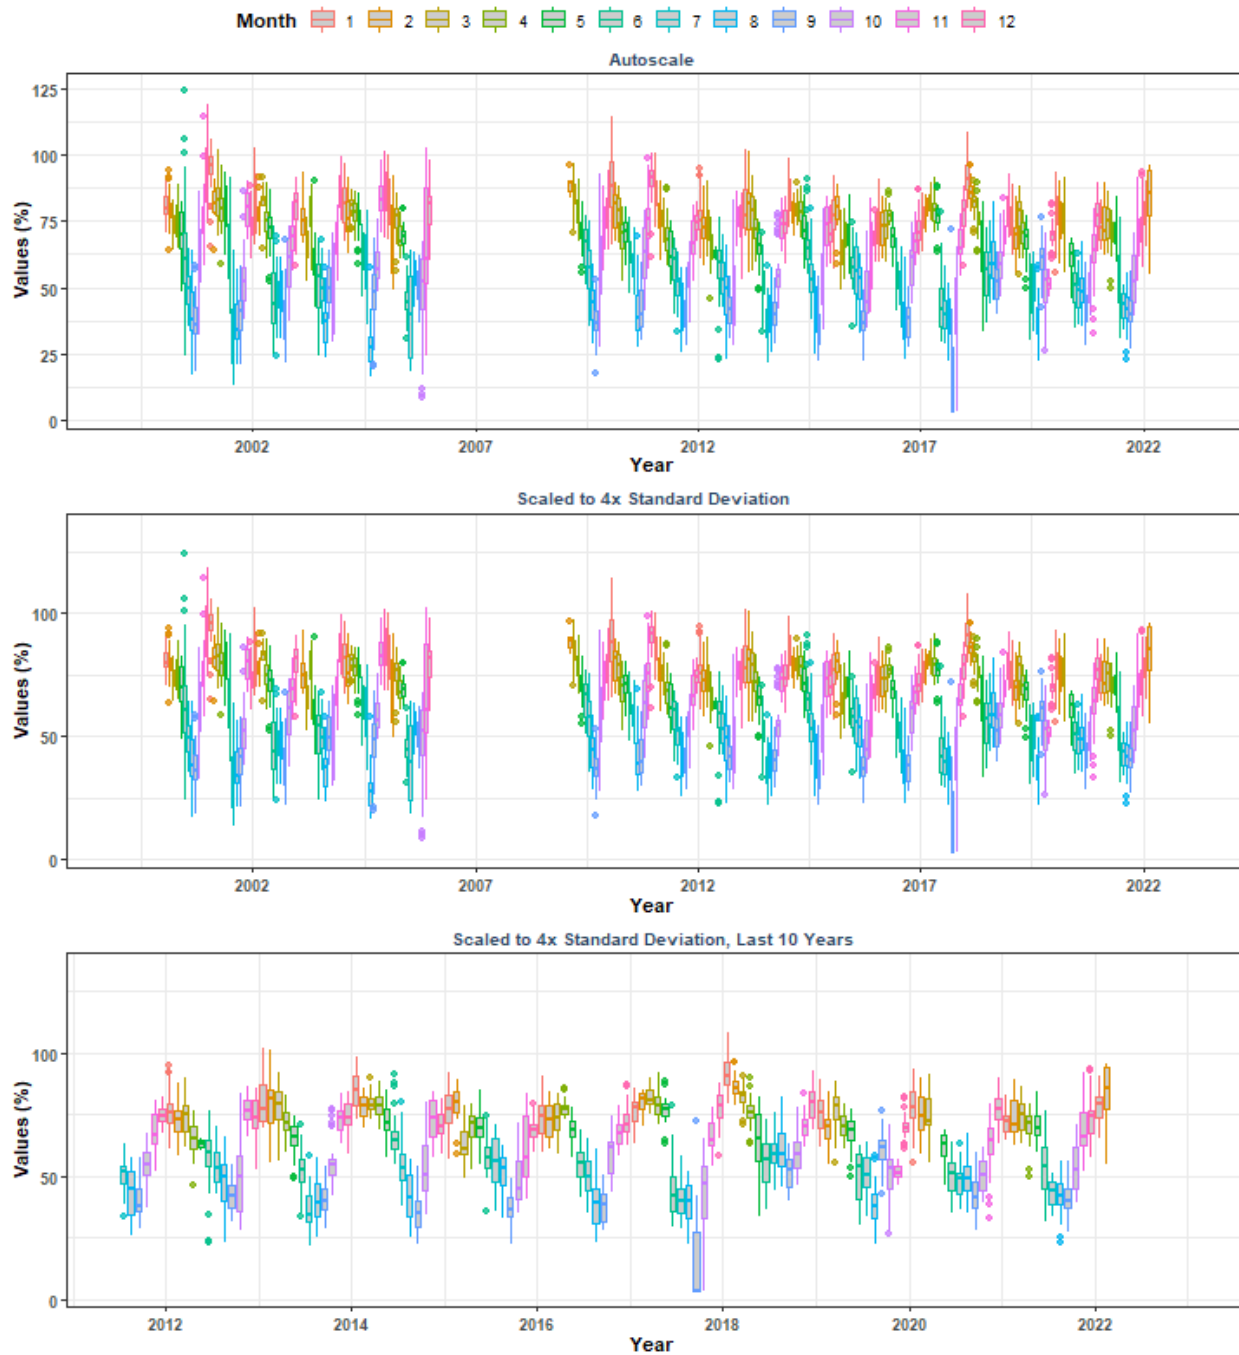 Month 1 2 3 4 5 6 7 8 9 10 11 12
Autoscale
125
100
75
50
25
0
Values (%)
2002 2007 2012 2017 2022
Year
Scaled to 4x Standard Deviation
100
50
0
Values (%)
2002 2007 2012 2017 2022
Year
Scaled to 4x Standard Deviation, Last 10 Years
100
50
0
Values (%)
2012 2014 2016 2018 2020 2022
Year